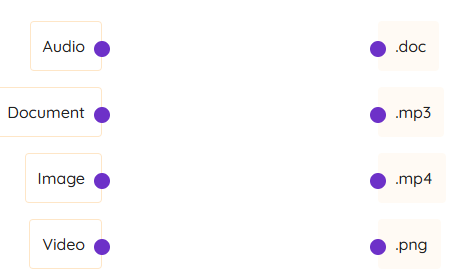 Audio .doc
Document .mp3
Image .mp4
Video .png